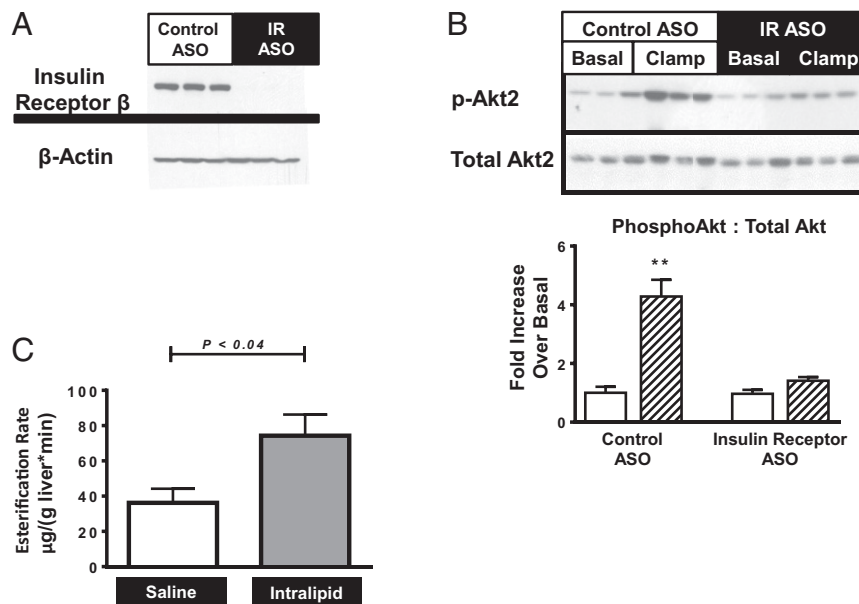 A
Control
ASO
IR
ASO
Insulin
Receptor β
β-Actin
B
Control ASO
IR ASO
Basal
Clamp
Basal
Clamp
p-Akt2
Total Akt2
PhosphoAkt : Total Akt
Fold Increase
Over Basal
6
4
2
0
**
Control
ASO
Insulin Receptor
ASO
C
P < 0.04
Esterification Rate
µg/(g liver*min)
100
80
60
40
20
0
Saline
Intralipid